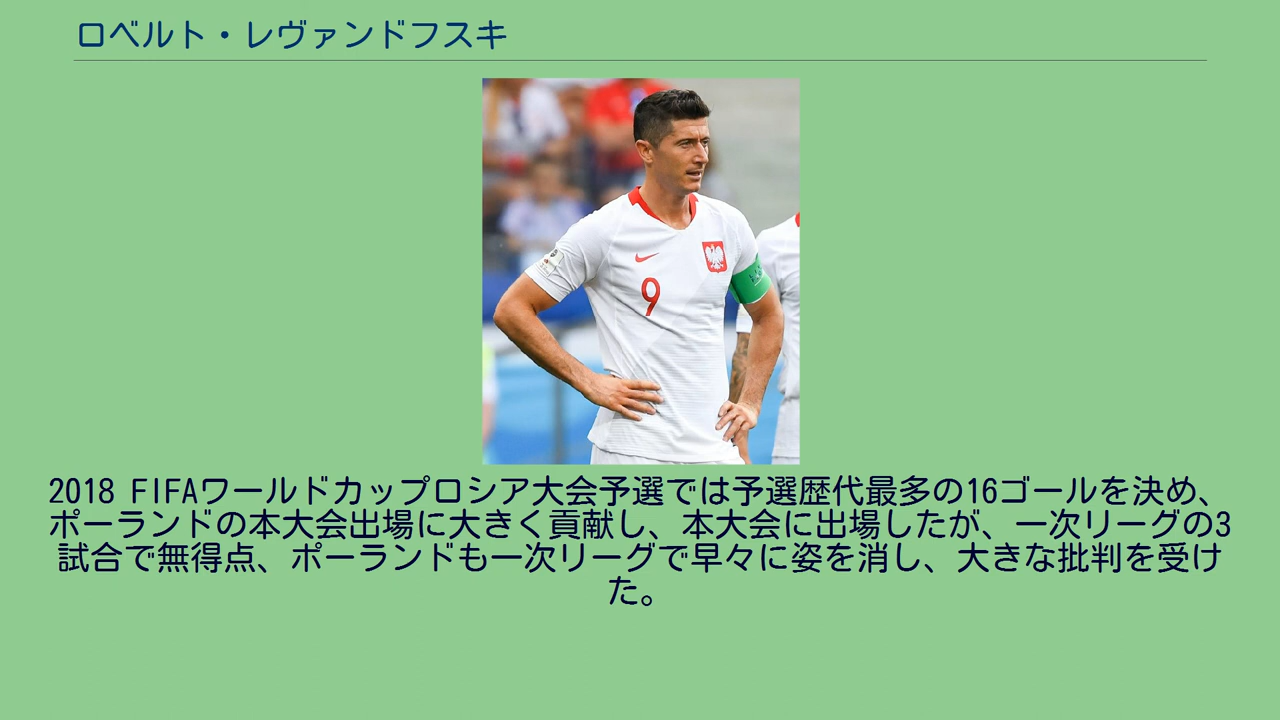 ロベルト・レヴァンドフスキ
9
2018 FIFAワールドカップロシア大会予選では予選歴代最多の16ゴールを決め、
ポーランドの本大会出場に大きく貢献し、本大会に出場したが、一次リーグの3
試合で無得点、ポーランドも一次リーグで早々に姿を消し、大きな批判を受け
た。